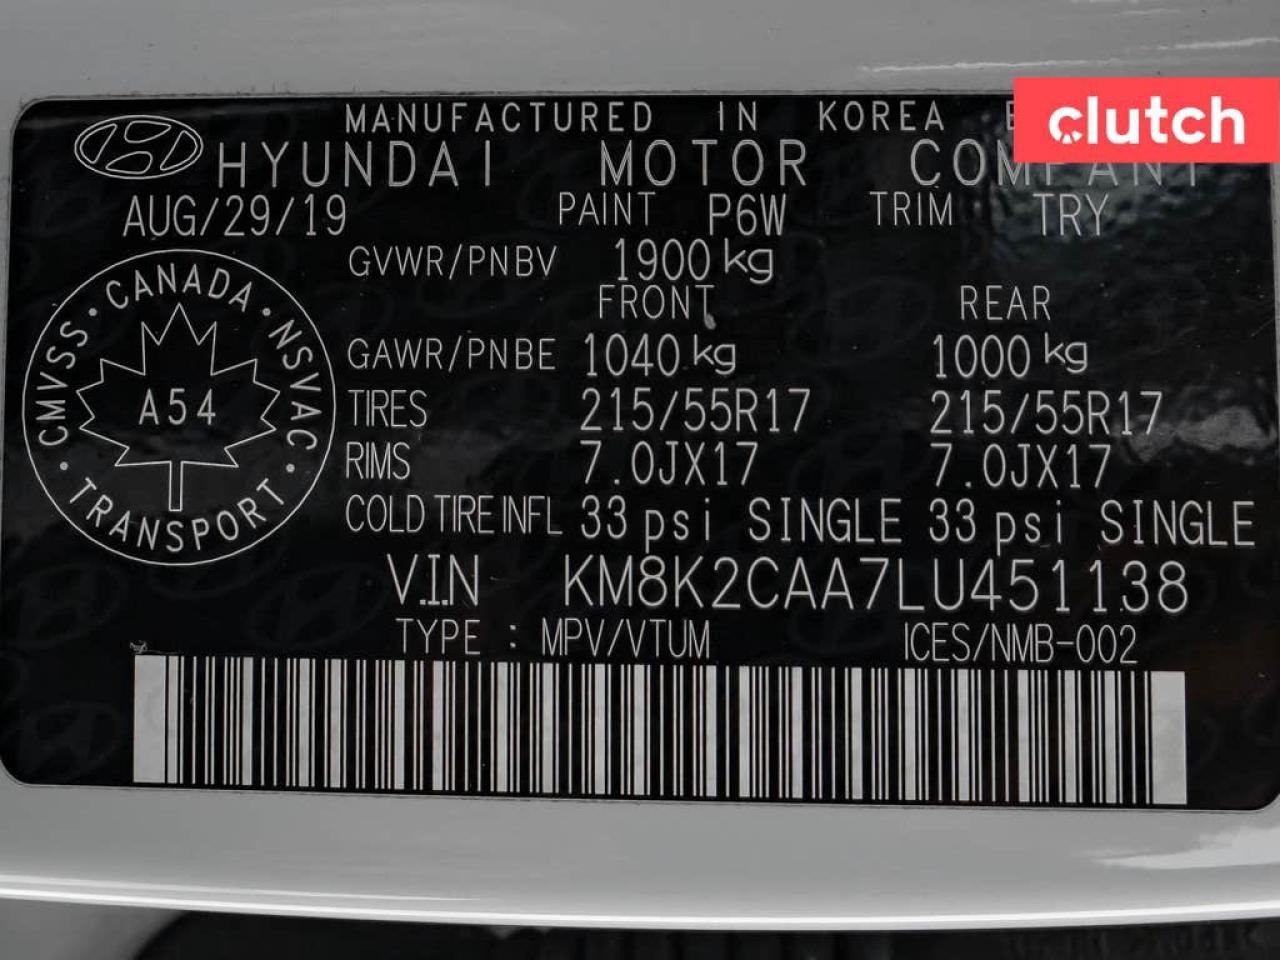 MANUFACTURED IN KOREA
clutch
HYUNDAI MOTOR COMPANY
AUG/29/19 PAINT P6W TRIM TRY
GVWR/PNBV 1900 kg
FRONT REAR
GAWR/PNBE 1040 kg 1000 kg
TIRES 215/55R17 215/55R17
RIMS 7.0JX17 7.0JX17
COLD TIRE INFL 33 psi SINGLE 33 psi SINGLE
V.I.N KM8K2CAA7LU451138
TYPE : MPV/VTUM ICES/NMB-002
CMVSS • CANADA • NSVAC • TRANSPORT •
A54